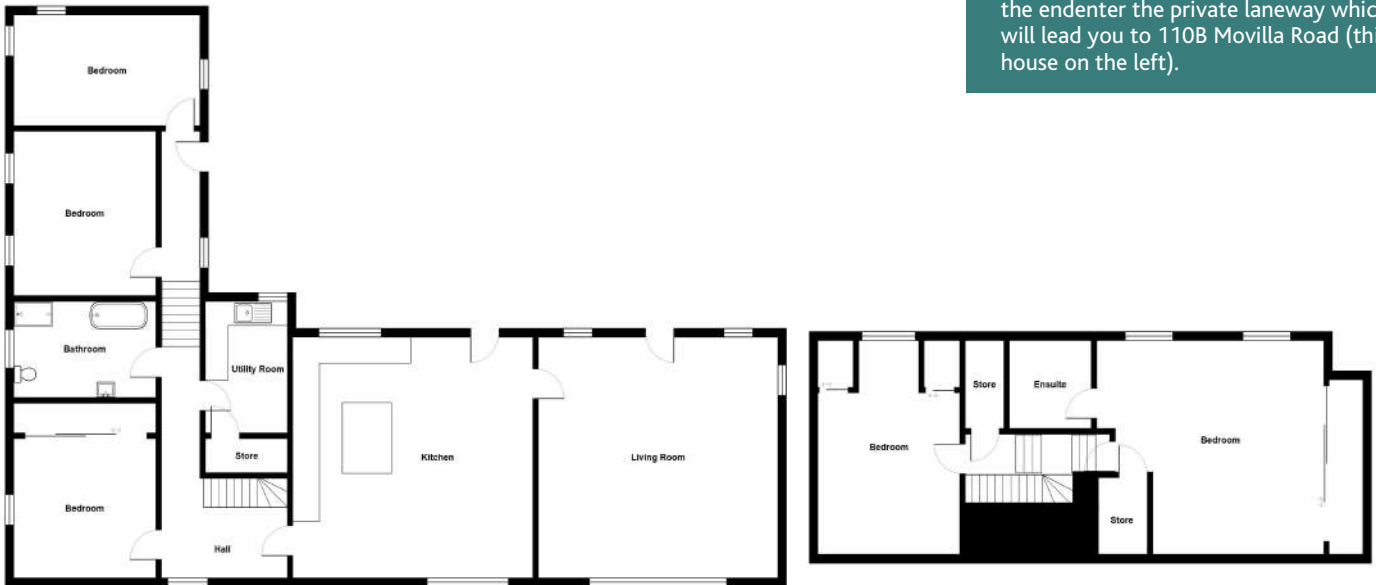 the endenter the private laneway which
will lead you to 110B Movilla Road (thi
house on the left).
Bedroom
Bedroom
Bathroom
Utility Room
Store
Kitchen
Living Room
Bedroom
Hall
Store
Ensuite
Bedroom
Bedroom
Store